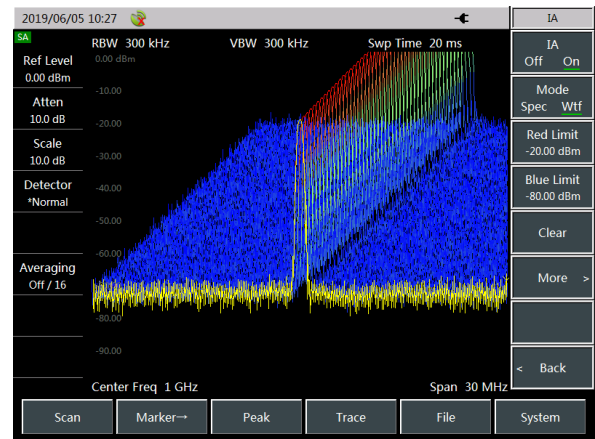 2019/06/05 10:27
IA
SA
RBW 300 kHz
VBW 300 kHz
Swp Time 20 ms
Ref Level
0.00 dBm
Atten
10.0 dB
Scale
10.0 dB
Detector
*Normal
Averaging
Off / 16
0.00 dBm
-10.00
-20.00
-30.00
-40.00
-50.00
-60.00
-80.00
-90.00
Center Freq 1 GHz
Span 30 MHz
IA
Off On
Mode
Spec Wtf
Red Limit
-20.00 dBm
Blue Limit
-80.00 dBm
Clear
More >
< Back
Scan
Marker→
Peak
Trace
File
System